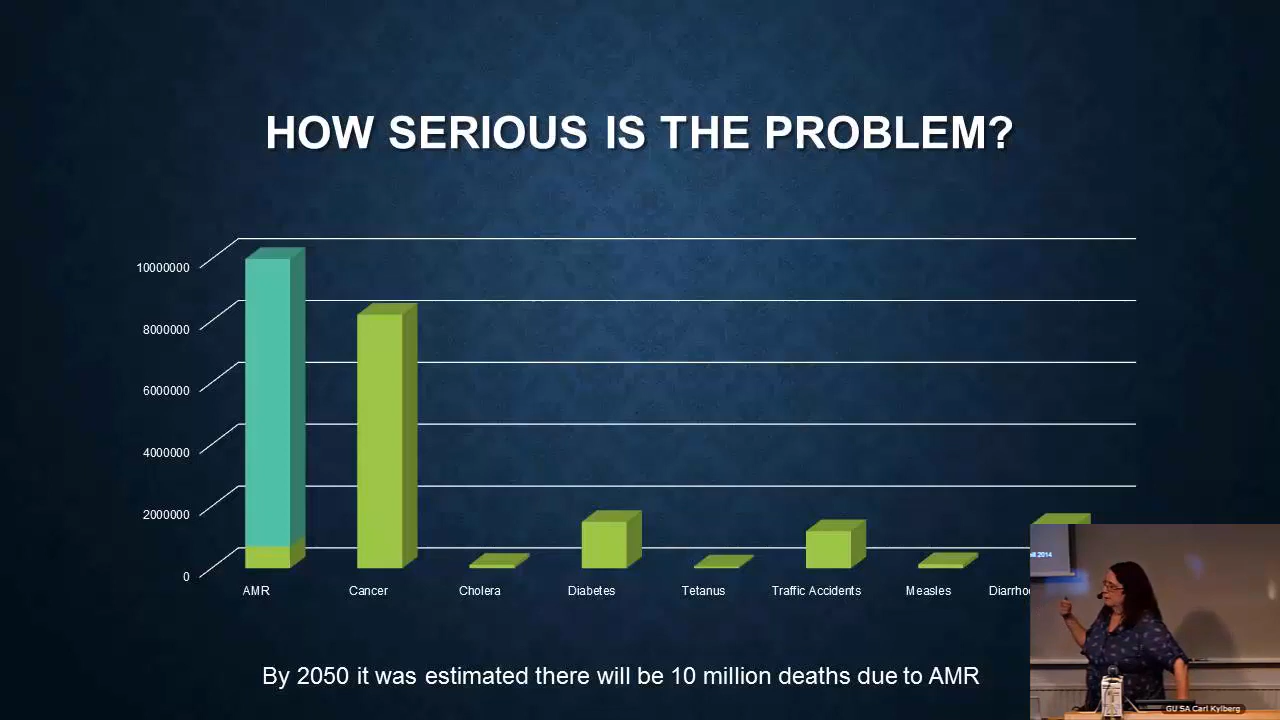 HOW SERIOUS IS THE PROBLEM?
10000000
8000000
6000000
4000000
2000000
0
AMR Cancer Cholera Diabetes Tetanus Traffic Accidents Measles
By 2050 it was estimated there will be 10 million deaths due to AMR
2014
GU SA Carl Kylberg